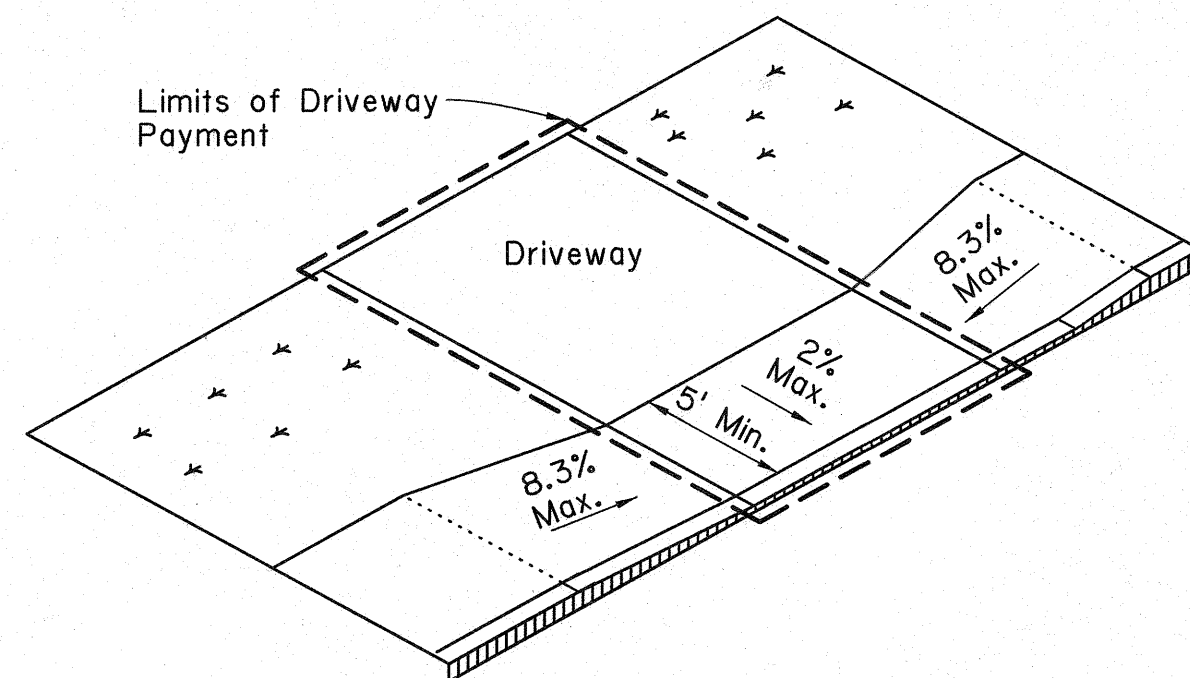 Limits of Driveway
Payment
Driveway
8.3%
Max.
2%
Max.
5' Min.
8.3%
Max.